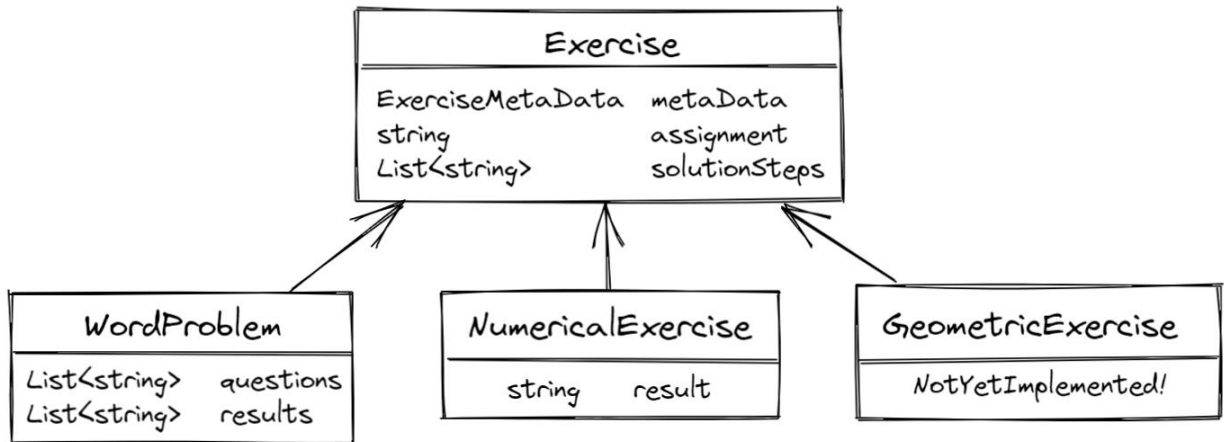 Exercise
ExerciseMetaData metaData
string assignment
List<string> solutionSteps
WordProblem
List<string> questions
List<string> results
NumericalExercise
string result
GeometricExercise
NotYetImplemented!